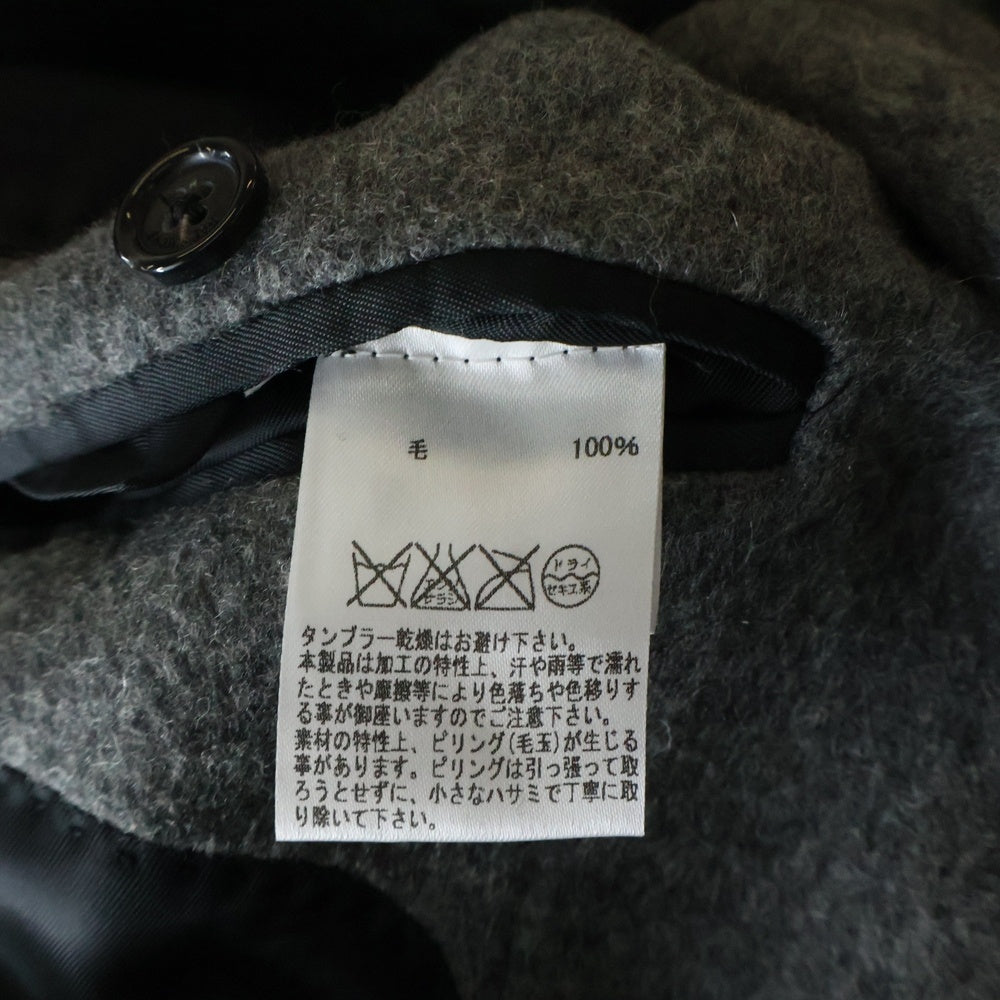 毛 100%
エンソ サラシ ドライ セキユ系
タンブラー乾燥はお避け下さい。
本製品は加工の特性上、汗や雨等で濡れ
たときや摩擦等により色落ちや色移りす
る事が御座いますのでご注意下さい。
素材の特性上、ピリング(毛玉)が生じる
事があります。ピリングは引っ張って取
ろうとせずに、小さなハサミで丁寧に取
り除いて下さい。